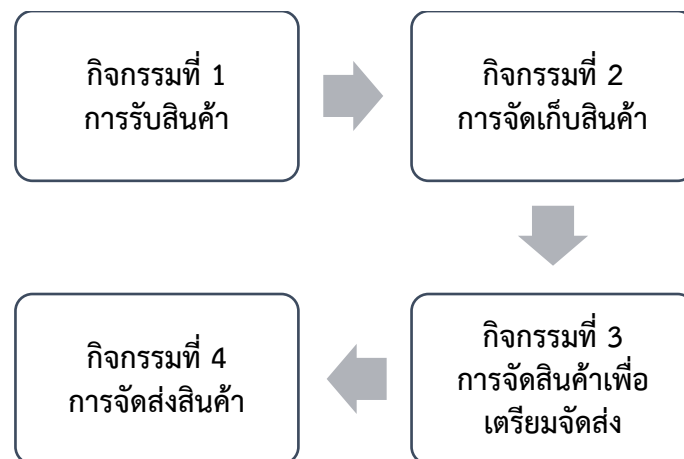 กิจกรรมที่ 1
การรับสินค้า
กิจกรรมที่ 2
การจัดเก็บสินค้า
กิจกรรมที่ 3
การจัดสินค้าเพื่อ
เตรียมจัดส่ง
กิจกรรมที่ 4
การจัดส่งสินค้า